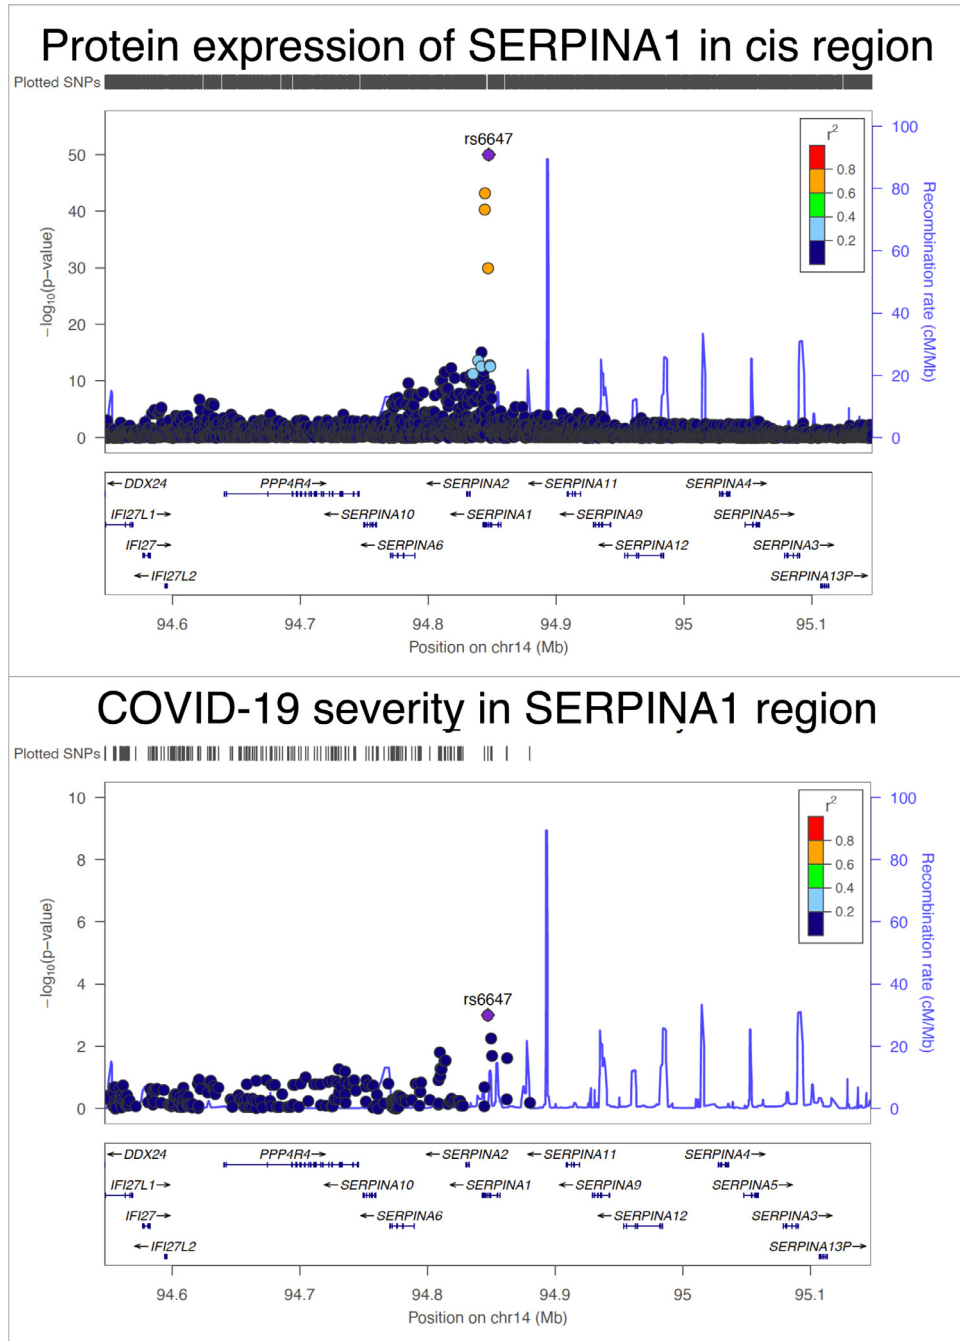 Protein expression of SERPINA1 in cis region
Plotted SNPs
rs6647
r²
0.8
0.6
0.4
0.2
50
40
30
20
10
0
−log₁₀(p−value)
100
80
60
40
20
0
Recombination rate (cM/Mb)
←DDX24 PPP4R4→ ←SERPINA2 ←SERPINA11 SERPINA4→
IFI27L1→ ←SERPINA10 ←SERPINA1 ←SERPINA9 SERPINA5→
IFI27→ ←SERPINA6 ←SERPINA12 SERPINA3→
←IFI27L2 SERPINA13P→
94.6 94.7 94.8 94.9 95 95.1
Position on chr14 (Mb)
COVID-19 severity in SERPINA1 region
Plotted SNPs
rs6647
r²
0.8
0.6
0.4
0.2
10
8
6
4
2
0
−log₁₀(p−value)
100
80
60
40
20
0
Recombination rate (cM/Mb)
←DDX24 PPP4R4→ ←SERPINA2 ←SERPINA11 SERPINA4→
IFI27L1→ ←SERPINA10 ←SERPINA1 ←SERPINA9 SERPINA5→
IFI27→ ←SERPINA6 ←SERPINA12 SERPINA3→
←IFI27L2 SERPINA13P→
94.6 94.7 94.8 94.9 95 95.1
Position on chr14 (Mb)